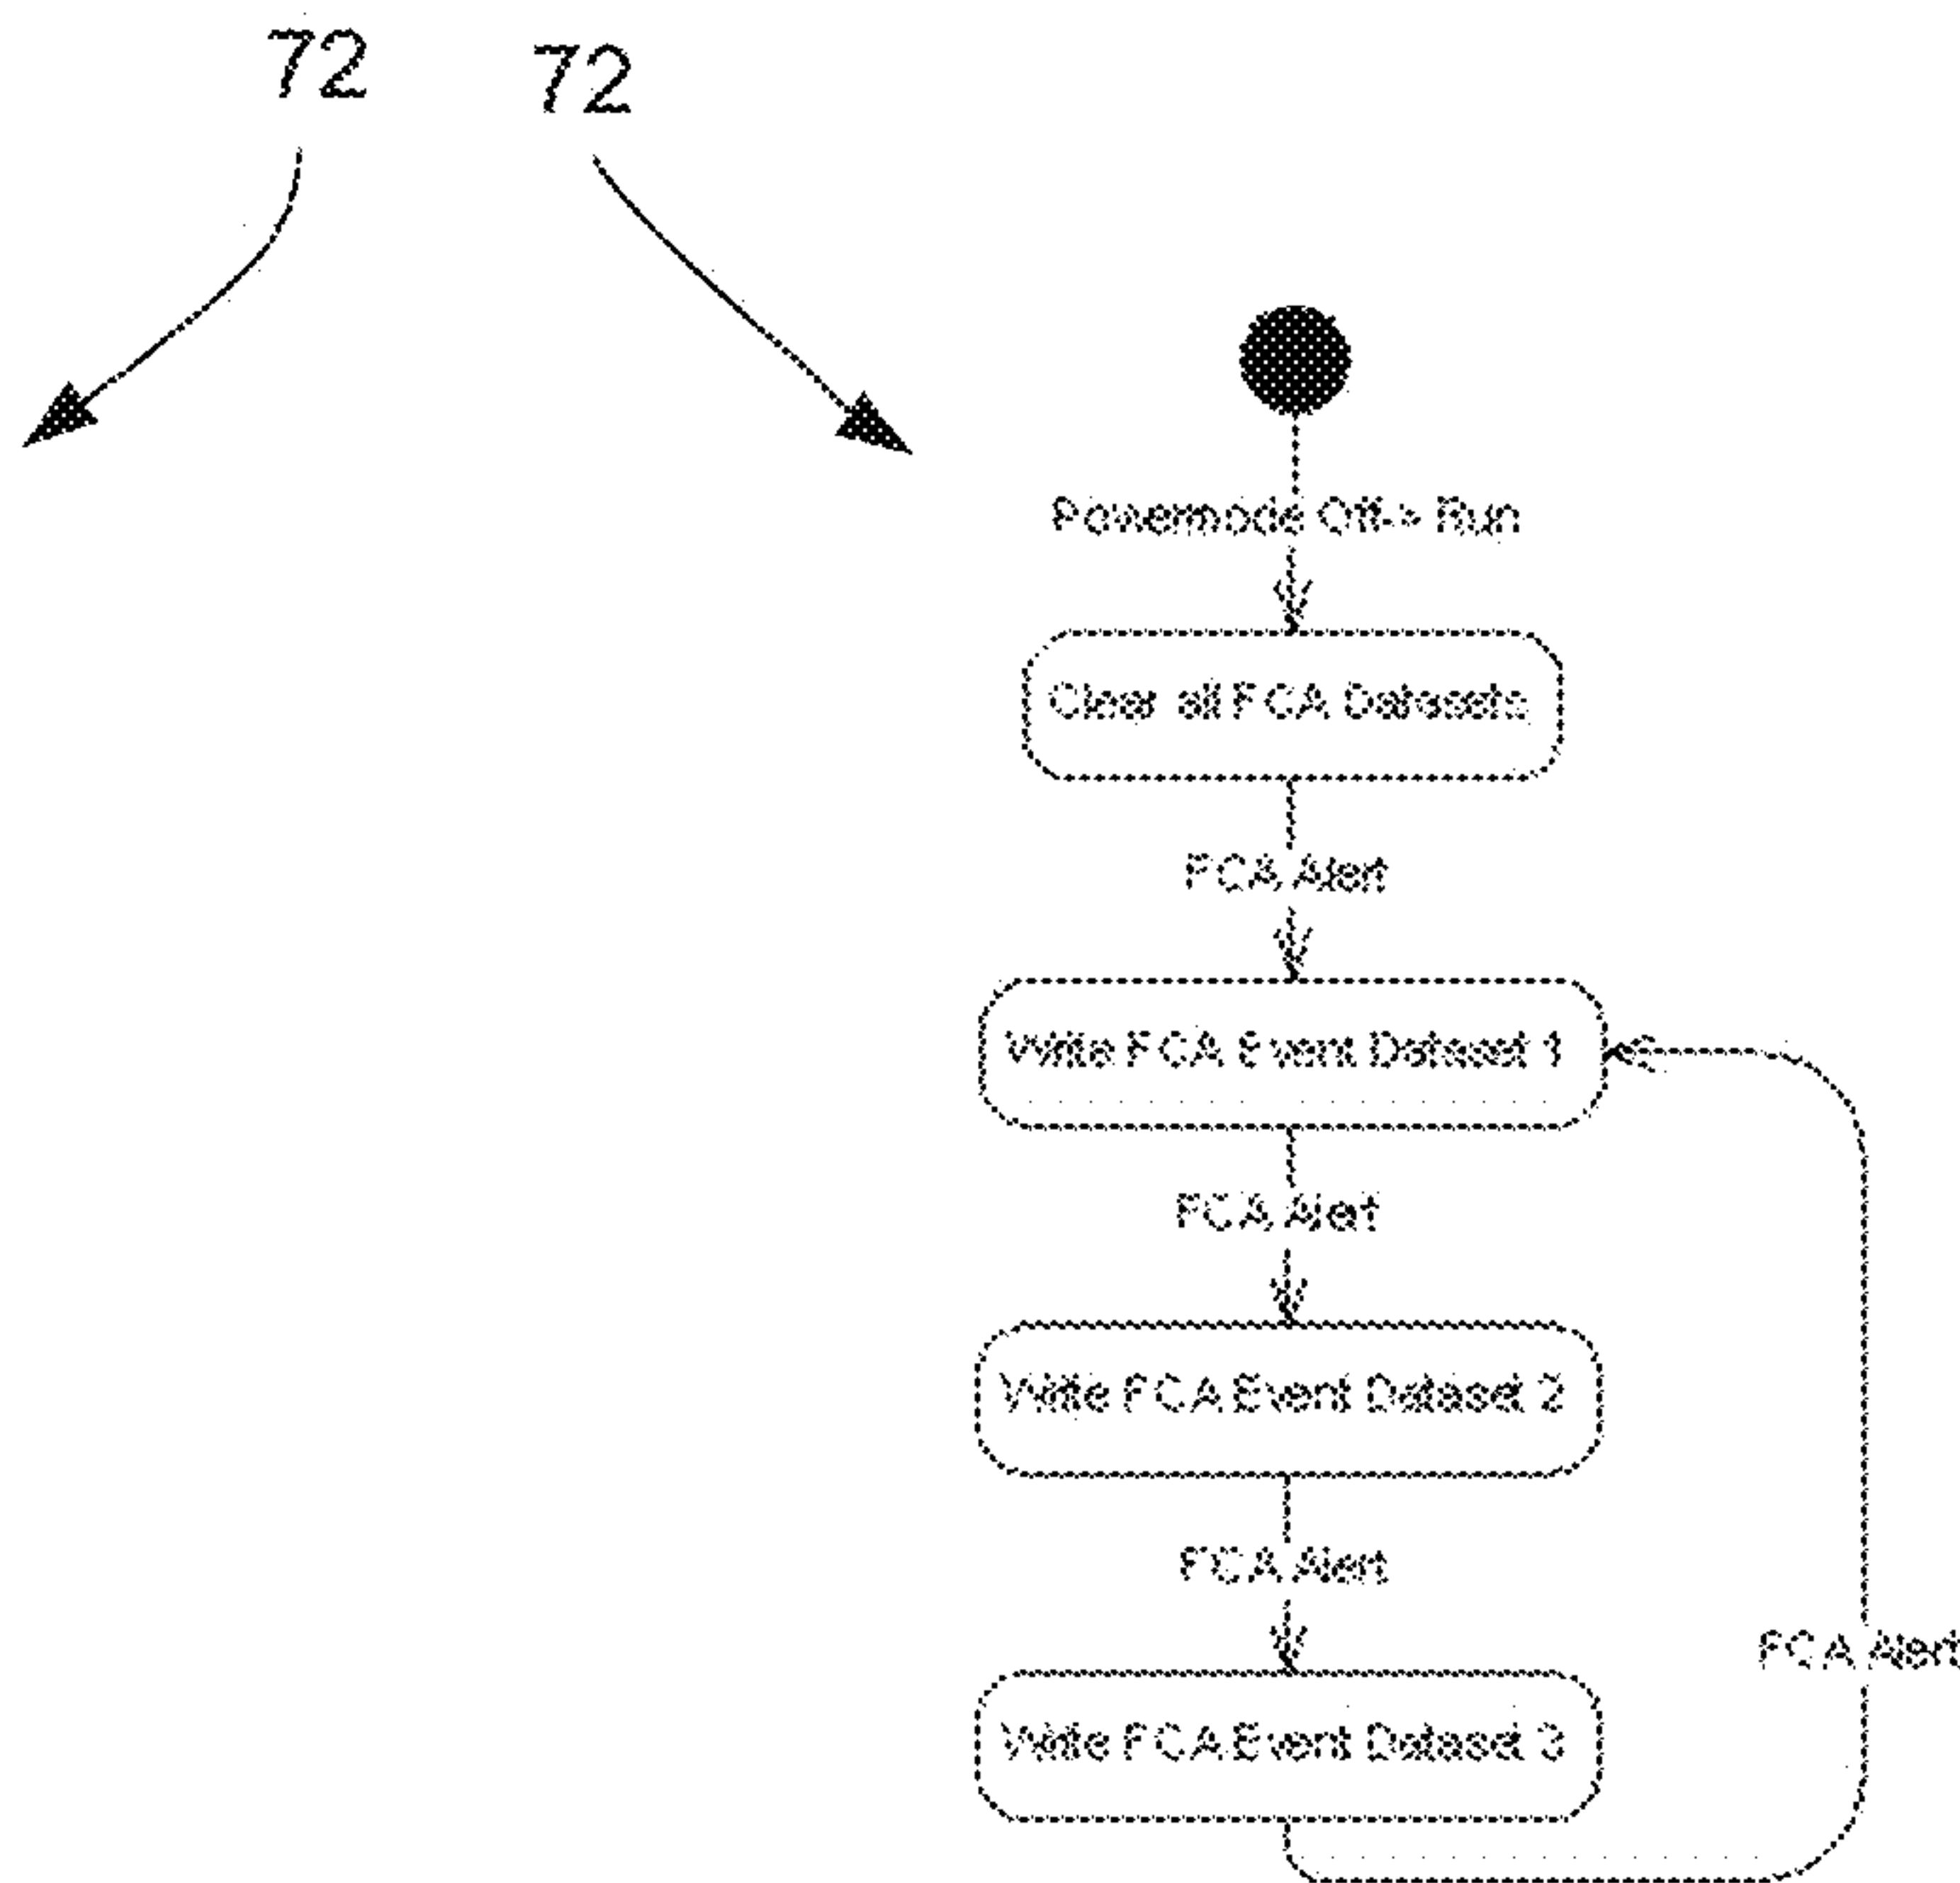 72
72
Powermode Off-> Run
Clear all FCA Datasets
FCA Alert
Write FCA Event Dataset 1
FCA Alert
Write FCA Event Dataset 2
FCA Alert
FCA Alert
Write FCA Event Dataset 3